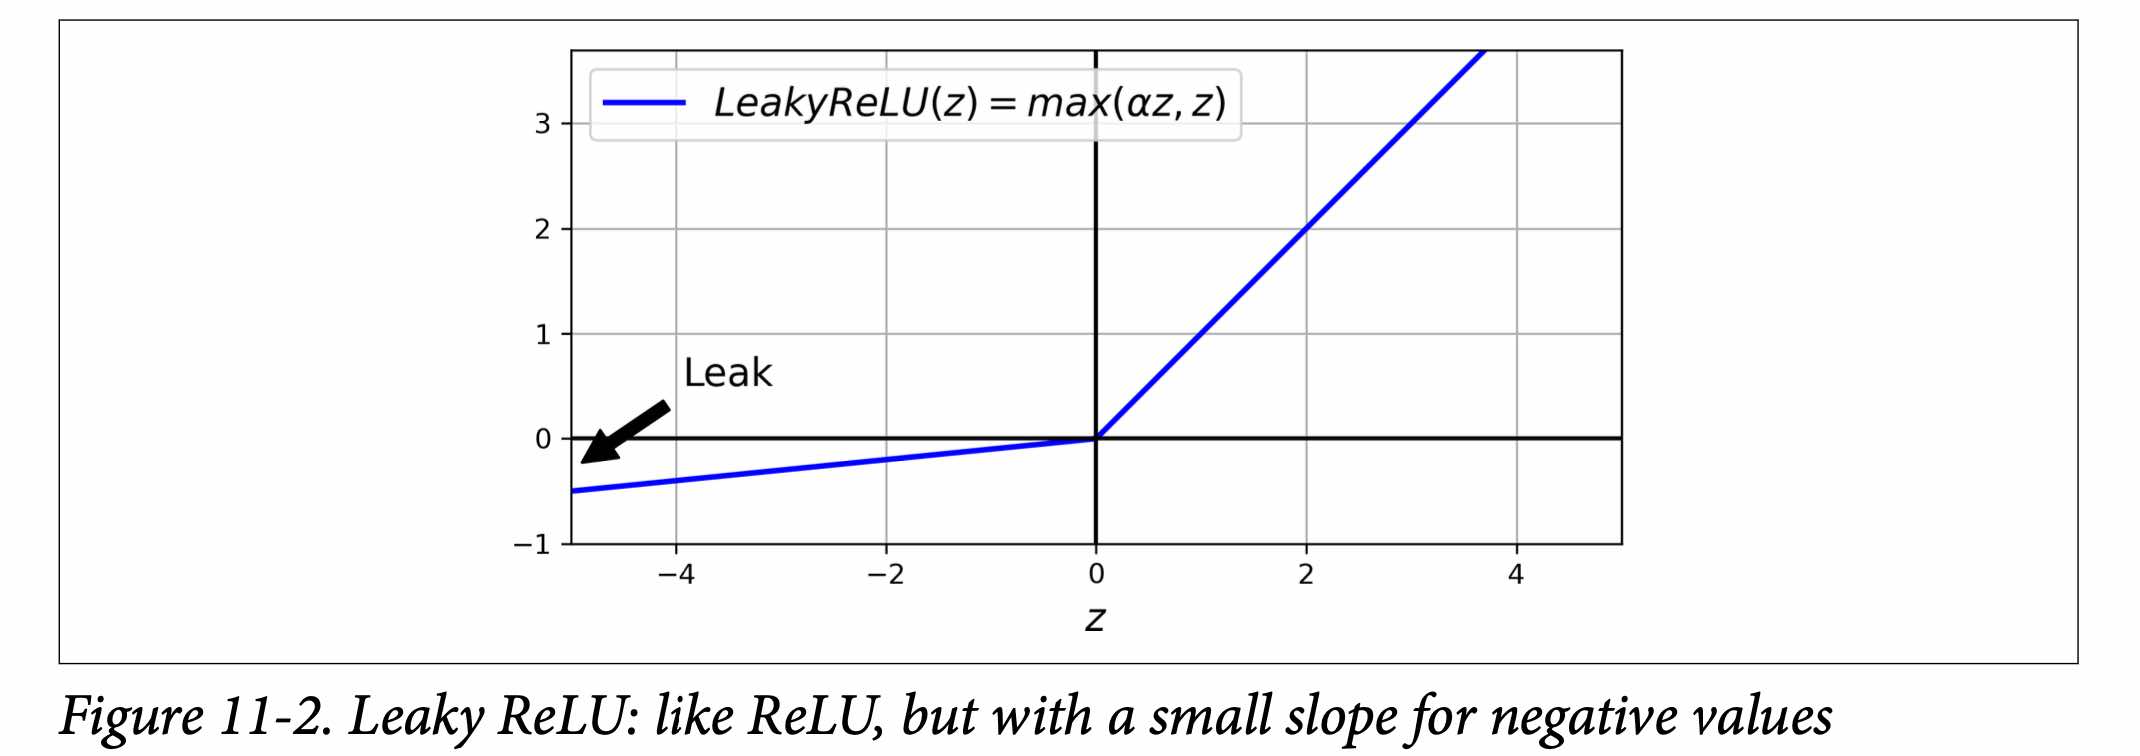 LeakyReLU(z) = max(αz, z)
3
2
1
Leak
0
−1
−4 −2 0 2 4
z
Figure 11-2. Leaky ReLU: like ReLU, but with a small slope for negative values